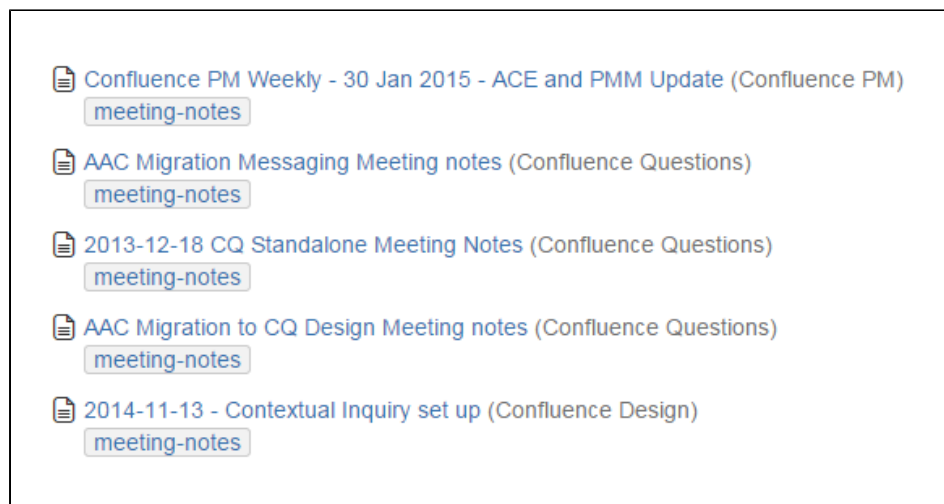 Confluence PM Weekly - 30 Jan 2015 - ACE and PMM Update (Confluence PM)
meeting-notes
AAC Migration Messaging Meeting notes (Confluence Questions)
meeting-notes
2013-12-18 CQ Standalone Meeting Notes (Confluence Questions)
meeting-notes
AAC Migration to CQ Design Meeting notes (Confluence Questions)
meeting-notes
2014-11-13 - Contextual Inquiry set up (Confluence Design)
meeting-notes